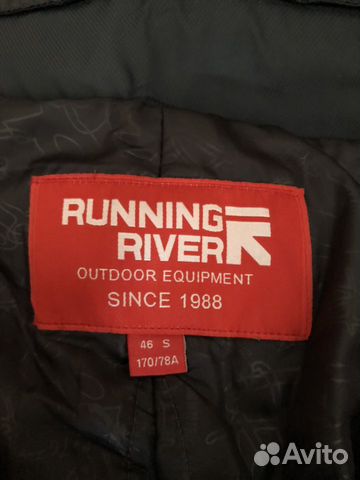 RUNNING
RIVER
OUTDOOR EQUIPMENT
SINCE 1988
46 S
170/78A
Avito